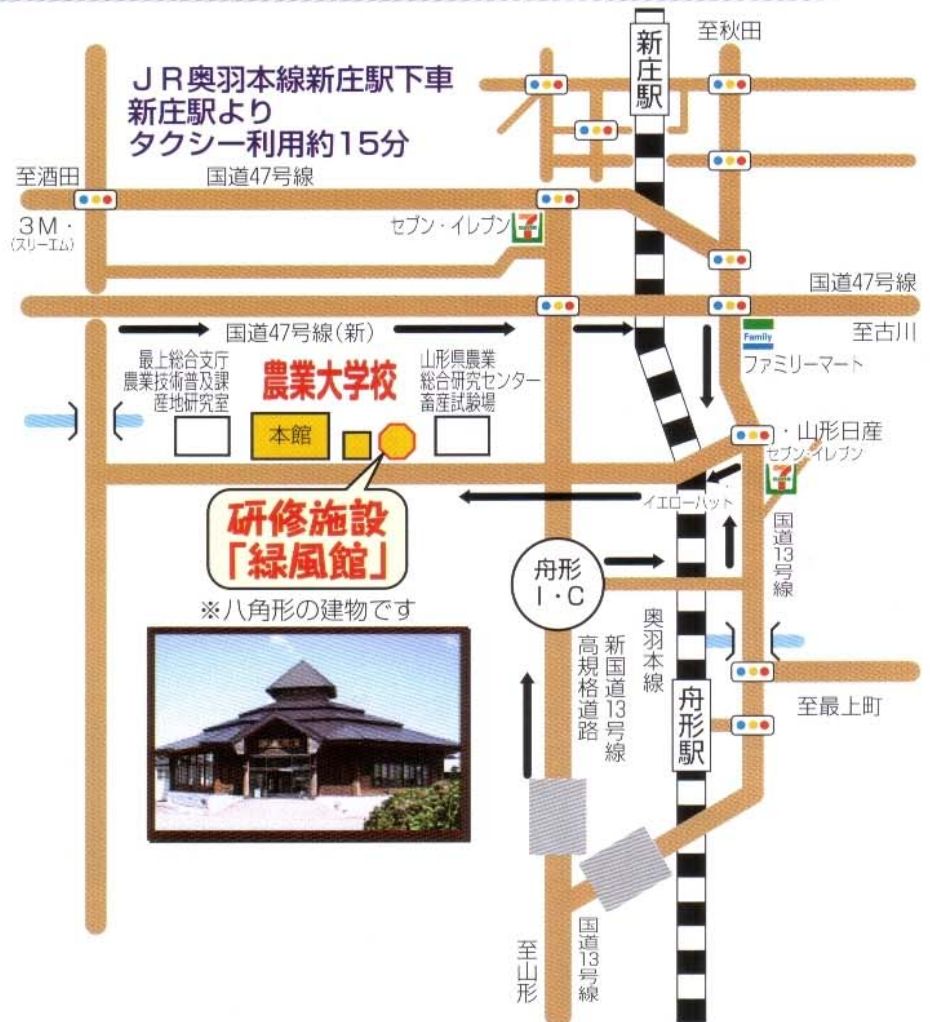 新庄駅
至秋田
JR奥羽本線新庄駅下車
新庄駅より
タクシー利用約15分
至酒田
国道47号線
3M・
(スリーエム)
セブン・イレブン
国道47号線
至古川
国道47号線(新)
Family
ファミリーマート
最上総合支庁
農業技術普及課
産地研究室
農業大学校
山形県農業
総合研究センター
畜産試験場
本館
・山形日産
セブン・イレブン
イエローハット
研修施設
「緑風館」
※八角形の建物です
国道13号線
舟形
I・C
奥羽本線
新国道13号線
高規格道路
至最上町
舟形駅
国道13号線
至山形